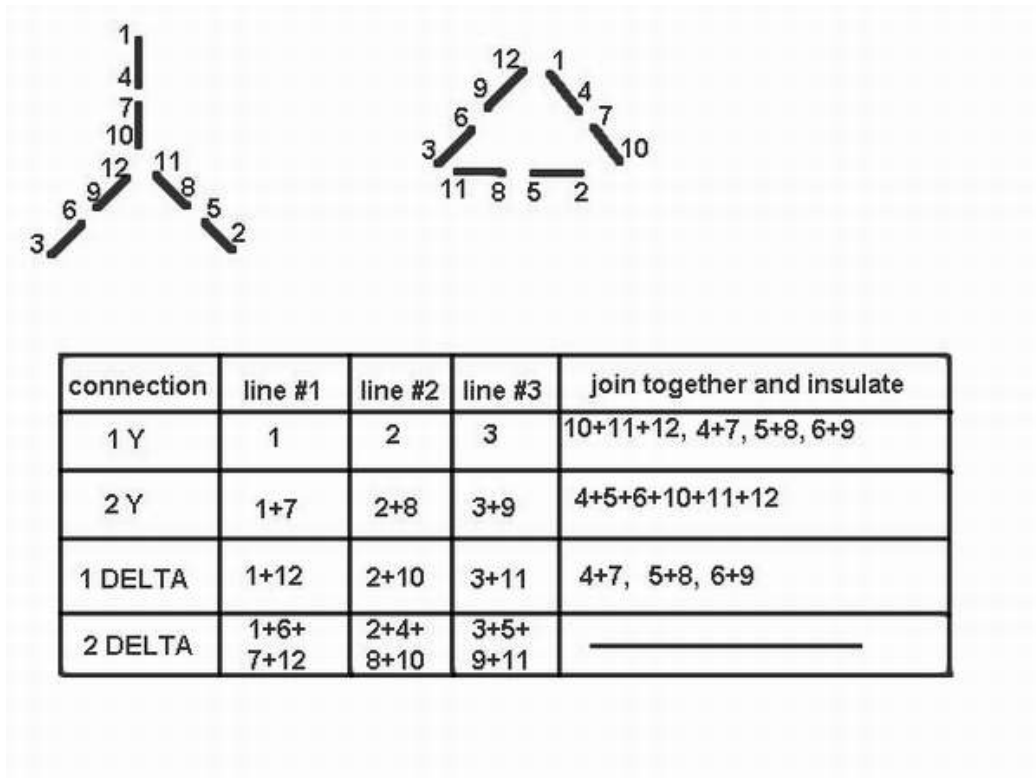 1
4
7
10
12 11
9 8
6 5
3 2
12 1
9 4
6 7
3 10
11 8 5 2
connection line #1 line #2 line #3 join together and insulate
1 Y 1 2 3 10+11+12, 4+7, 5+8, 6+9
2 Y 1+7 2+8 3+9 4+5+6+10+11+12
1 DELTA 1+12 2+10 3+11 4+7, 5+8, 6+9
2 DELTA 1+6+ 2+4+ 3+5+
7+12 8+10 9+11